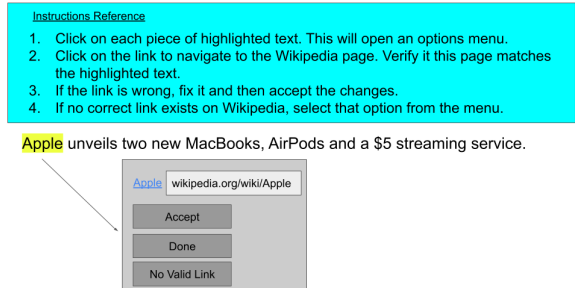 Instructions Reference
1. Click on each piece of highlighted text. This will open an options menu.
2. Click on the link to navigate to the Wikipedia page. Verify it this page matches
the highlighted text.
3. If the link is wrong, fix it and then accept the changes.
4. If no correct link exists on Wikipedia, select that option from the menu.
Apple unveils two new MacBooks, AirPods and a $5 streaming service.
Apple wikipedia.org/wiki/Apple
Accept
Done
No Valid Link